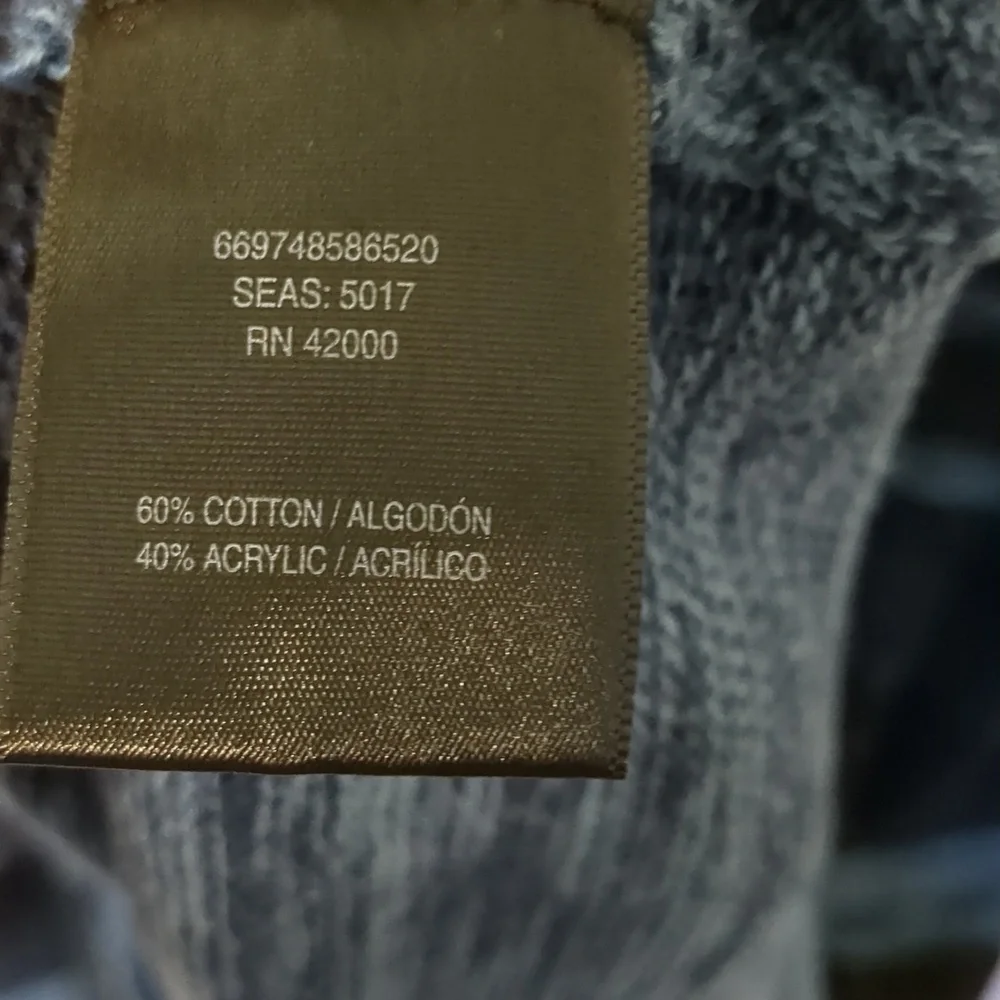 669748586520
SEAS: 5017
RN 42000
60% COTTON / ALGODÓN
40% ACRYLIC / ACRÍLICO